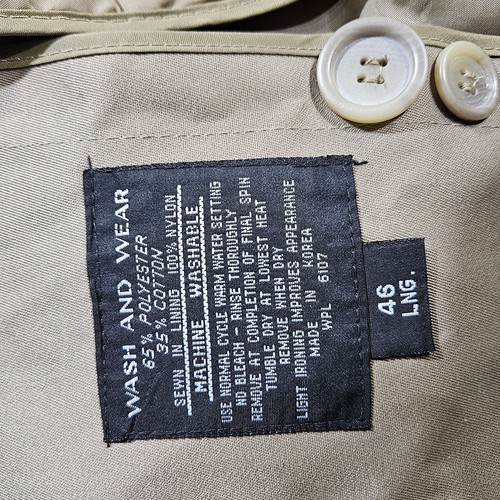 WASH AND WEAR
65% POLYESTER
35% COTTON
SEWN IN LINING 100% NYLON
MACHINE WASHABLE
USE NORMAL CYCLE WARM WATER SETTING
NO BLEACH - RINSE THOROUGHLY
REMOVE AT COMPLETION OF FINAL SPIN
TUMBLE DRY AT LOWEST HEAT
REMOVE WHEN DRY
LIGHT IRONING IMPROVES APPEARANCE
MADE IN KOREA
WPL 6107
46
LNG.